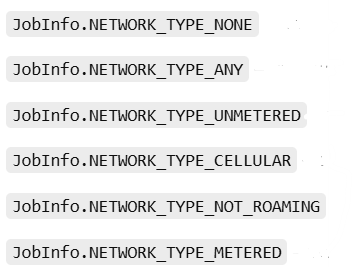 JobInfo.NETWORK_TYPE_NONE
JobInfo.NETWORK_TYPE_ANY
JobInfo.NETWORK_TYPE_UNMETERED
JobInfo.NETWORK_TYPE_CELLULAR
JobInfo.NETWORK_TYPE_NOT_ROAMING
JobInfo.NETWORK_TYPE_METERED